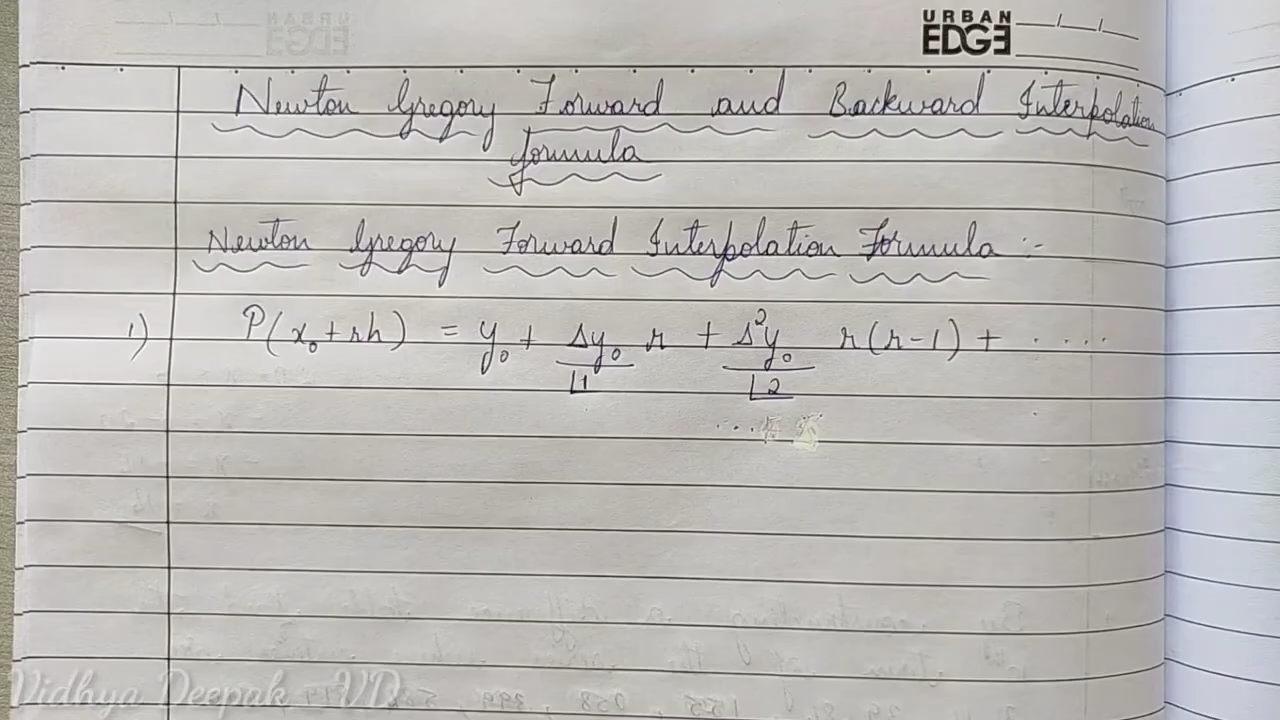 URBAN
EDGE
Newton Gregory Forward and Backward Interpolation
formula
Newton Gregory Forward Interpolation Formula :-
1) P(x₀+rh) = y₀ + Δy₀/⌊1 r + Δ²y₀/⌊2 r(r-1) + ....
...
Vidhya Deepak VD